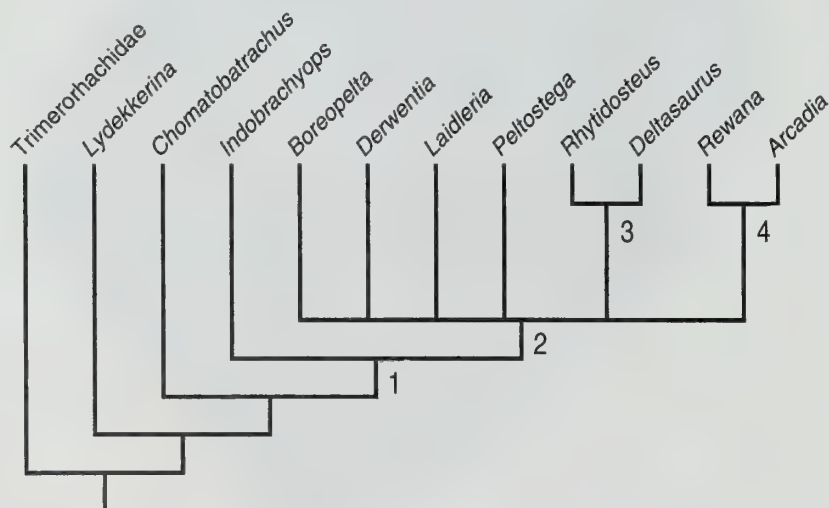 Trimerorhachidae
Lydekkerina
Chomatobatrachus
Indobrachyops
Boreopelta
Derwentia
Laidleria
Peltostega
Rhytidosteus
Deltasaurus
Rewana
Arcadia
3
4
2
1